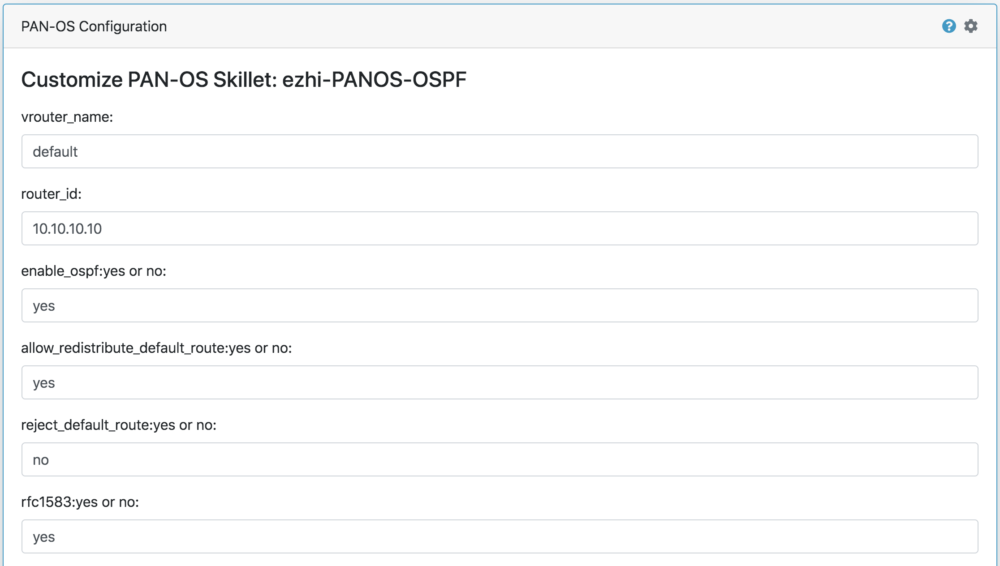 PAN-OS Configuration
Customize PAN-OS Skillet: ezhi-PANOS-OSPF
vrouter_name:
default
router_id:
10.10.10.10
enable_ospf:yes or no:
yes
allow_redistribute_default_route:yes or no:
yes
reject_default_route:yes or no:
no
rfc1583:yes or no:
yes